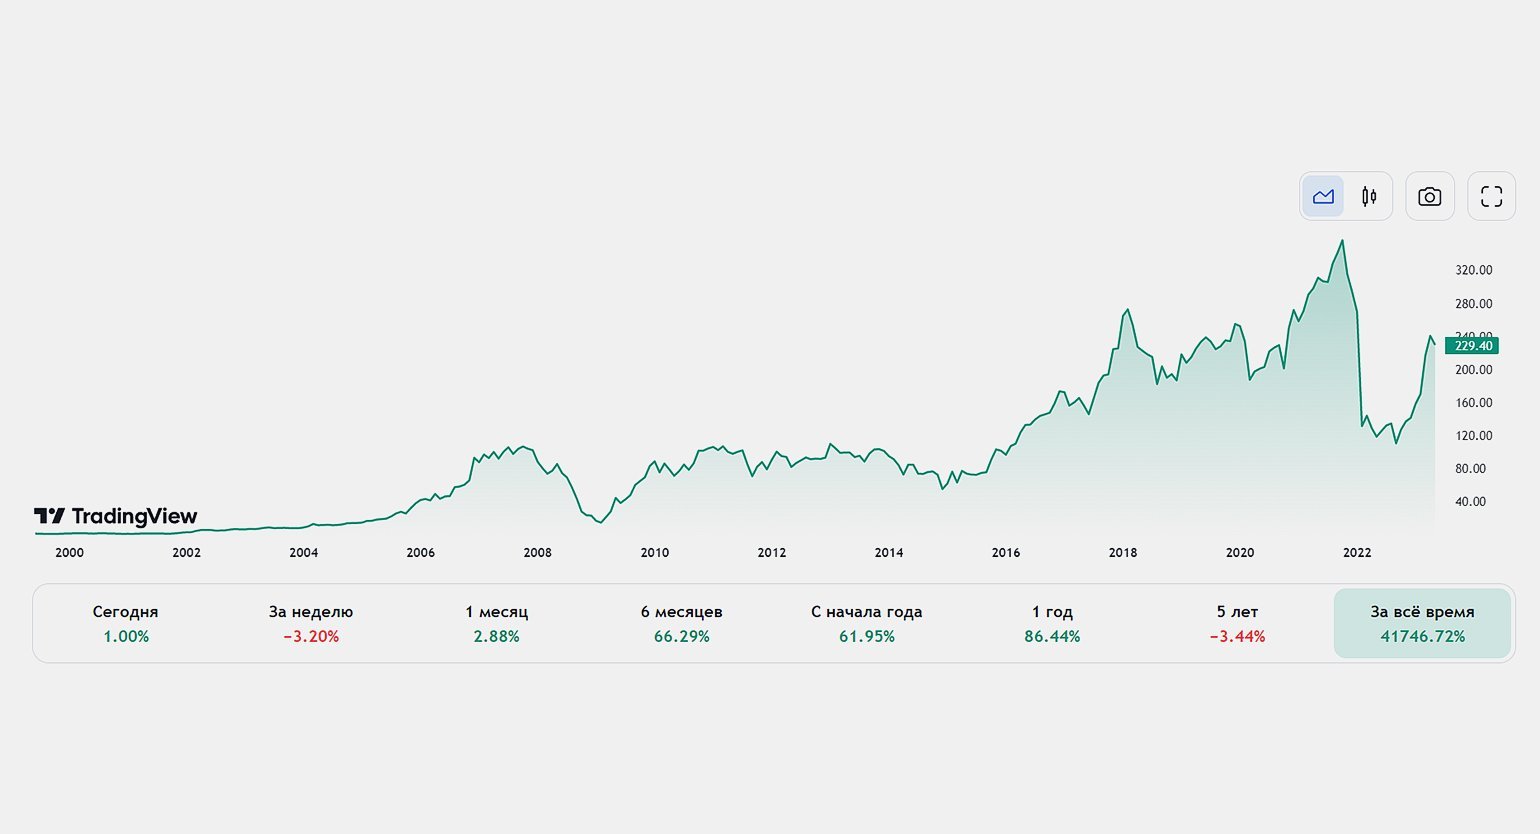 320.00
280.00
240.00
229.40
200.00
160.00
120.00
80.00
40.00
TradingView
2000 2002 2004 2006 2008 2010 2012 2014 2016 2018 2020 2022
Сегодня За неделю 1 месяц 6 месяцев С начала года 1 год 5 лет За всё время
1.00% −3.20% 2.88% 66.29% 61.95% 86.44% −3.44% 41746.72%